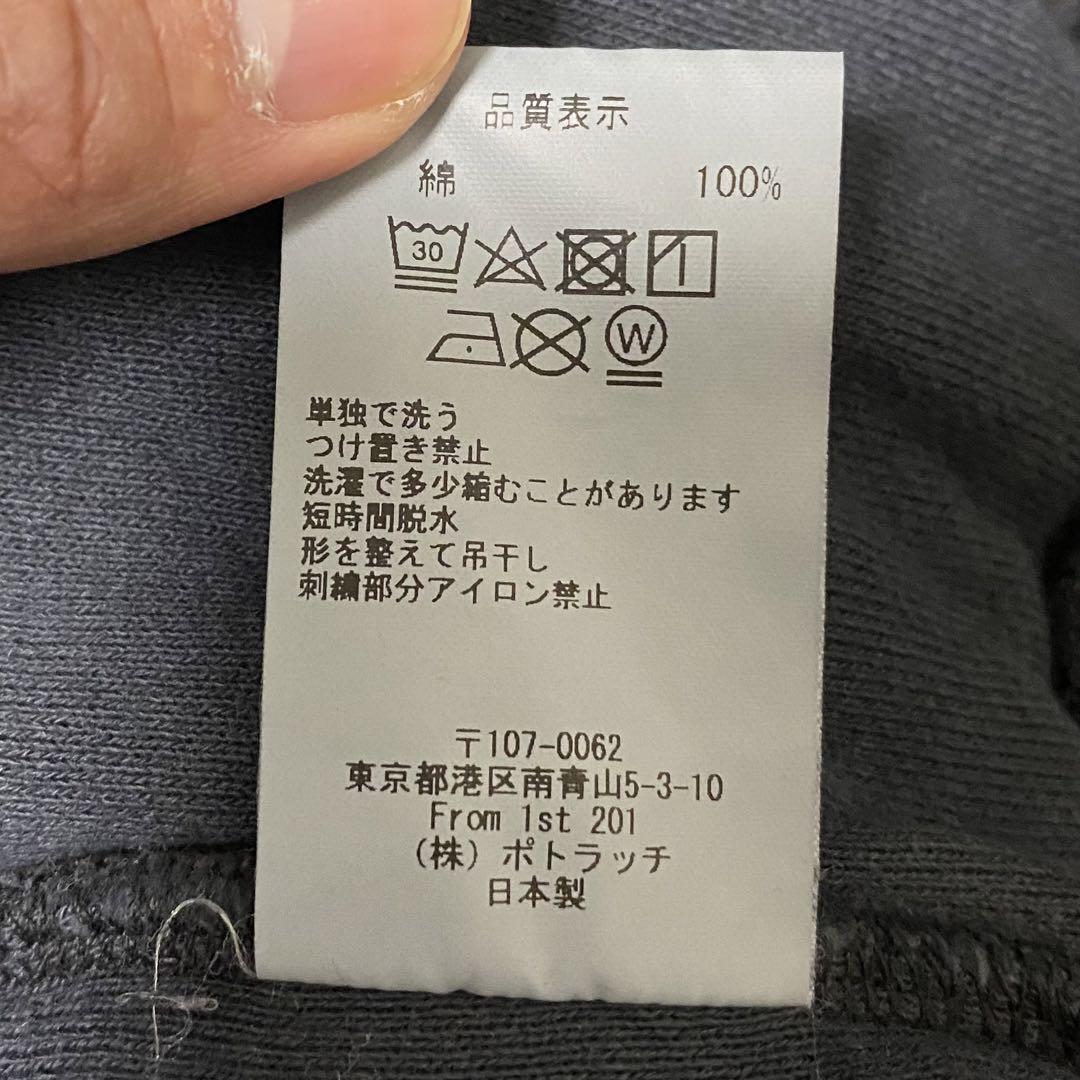 品質表示
綿 100%
30
W
単独で洗う
つけ置き禁止
洗濯で多少縮むことがあります
短時間脱水
形を整えて吊干し
刺繍部分アイロン禁止
〒107-0062
東京都港区南青山5-3-10
From 1st 201
(株) ポトラッチ
日本製